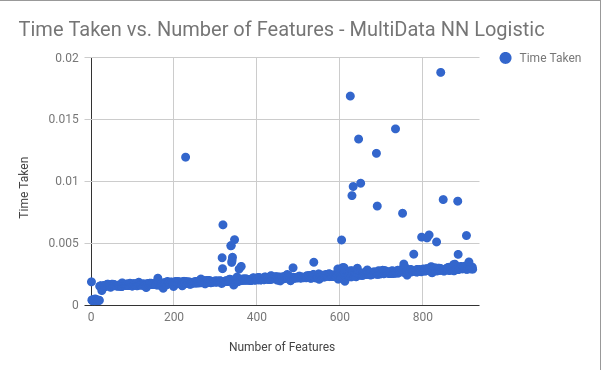 Time Taken vs. Number of Features - MultiData NN Logistic
Time Taken
0.02
0.015
0.01
0.005
0
Time Taken
0
200
400
600
800
Number of Features